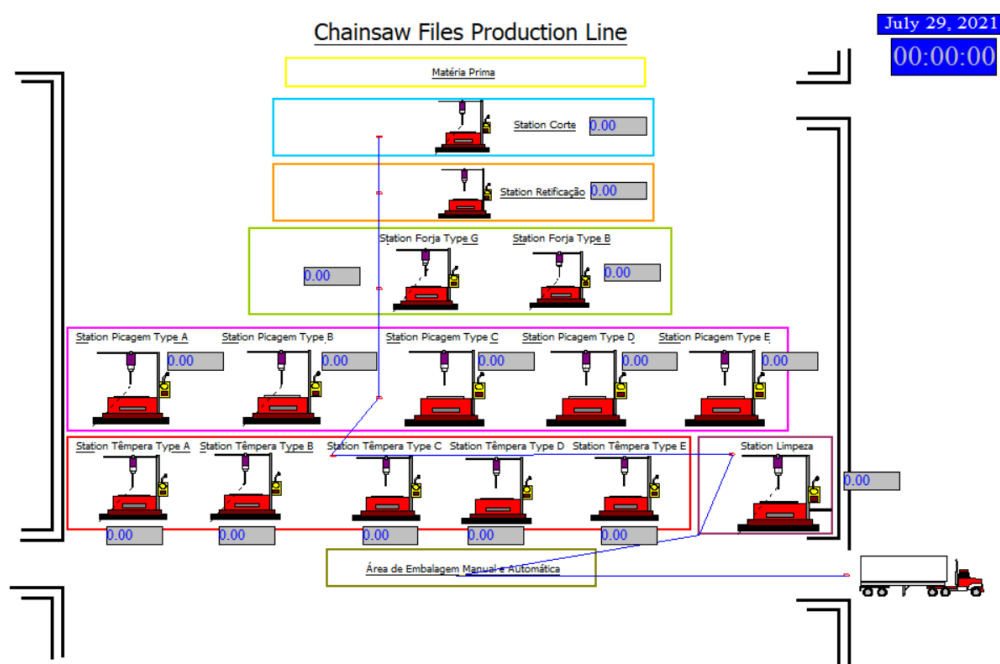 Chainsaw Files Production Line
July 29, 2021
00:00:00
Matéria Prima
Station Corte
0.00
Station Retificação
0.00
Station Forja Type G
Station Forja Type B
0.00
0.00
Station Picagem Type A
Station Picagem Type B
Station Picagem Type C
Station Picagem Type D
Station Picagem Type E
0.00
0.00
0.00
0.00
0.00
Station Têmpera Type A
Station Têmpera Type B
Station Têmpera Type C
Station Têmpera Type D
Station Têmpera Type E
Station Limpeza
0.00
0.00
0.00
0.00
0.00
0.00
Área de Embalagem Manual e Automática